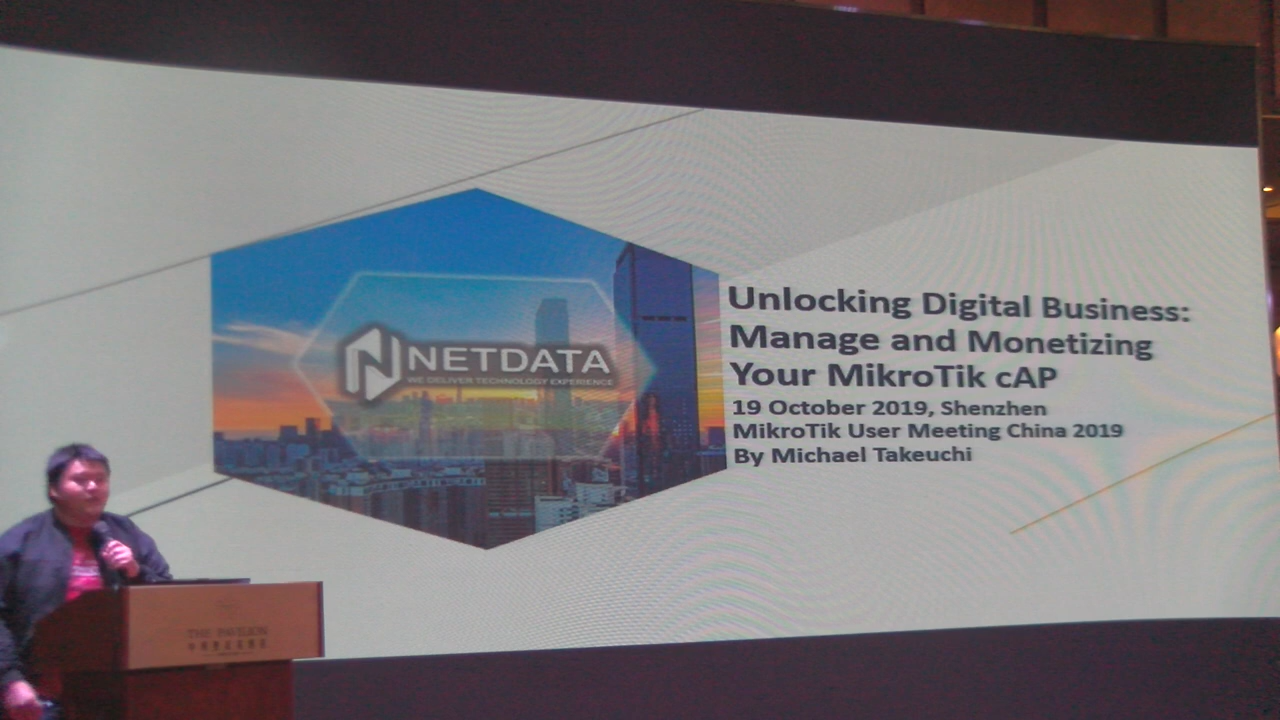 NETDATA
WE DELIVER TECHNOLOGY EXPERIENCE
Unlocking Digital Business:
Manage and Monetizing
Your MikroTik cAP
19 October 2019, Shenzhen
MikroTik User Meeting China 2019
By Michael Takeuchi
THE PAVILION